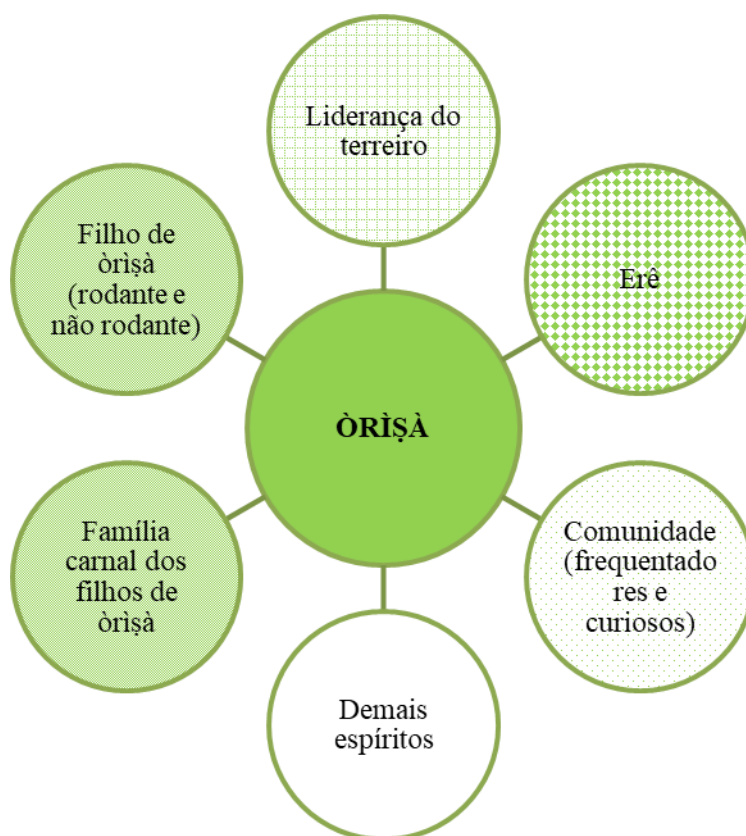 Liderança do
terreiro
Filho de
òrìṣà
(rodante e
não rodante)
Erê
ÒRÌṢÀ
Família
carnal dos
filhos de
òrìṣà
Comunidade
(frequentado
res e
curiosos)
Demais
espíritos